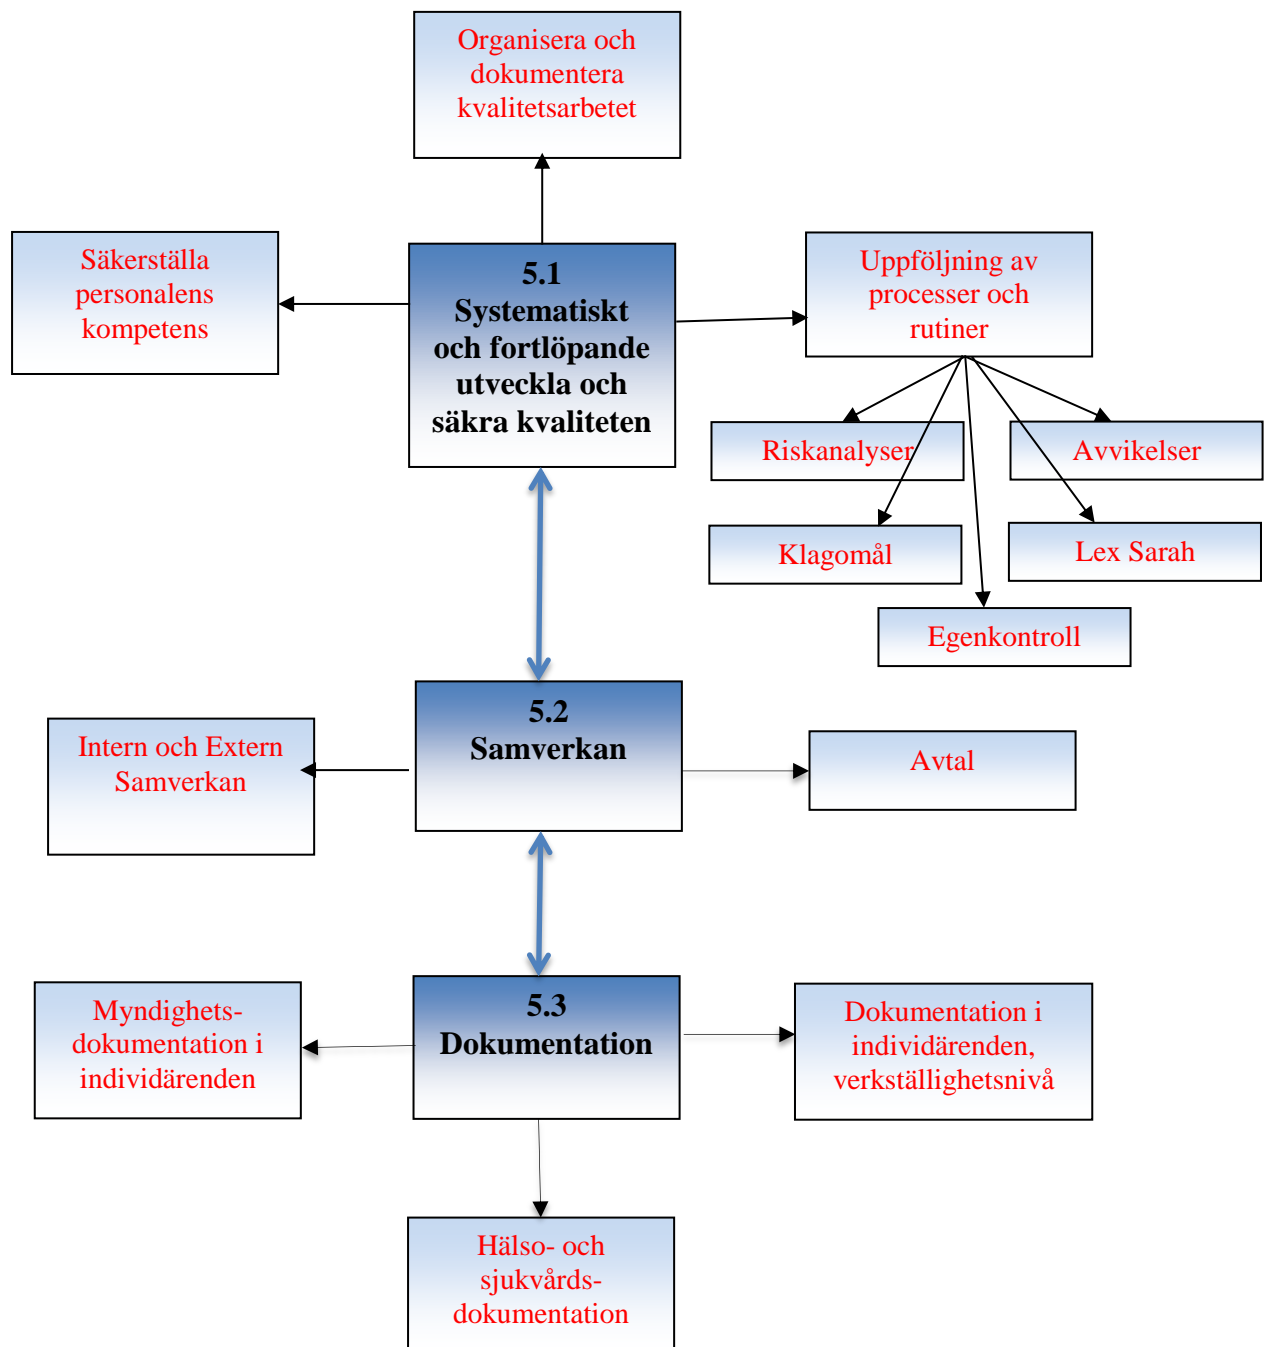 Organisera och
dokumentera
kvalitetsarbetet
Säkerställa
personalens
kompetens
5.1
Systematiskt
och fortlöpande
utveckla och
säkra kvaliteten
Uppföljning av
processer och
rutiner
Riskanalyser
Avvikelser
Klagomål
Lex Sarah
Egenkontroll
Intern och Extern
Samverkan
5.2
Samverkan
Avtal
Myndighets-
dokumentation i
individärenden
5.3
Dokumentation
Dokumentation i
individärenden,
verkställighetsnivå
Hälso- och
sjukvårds-
dokumentation